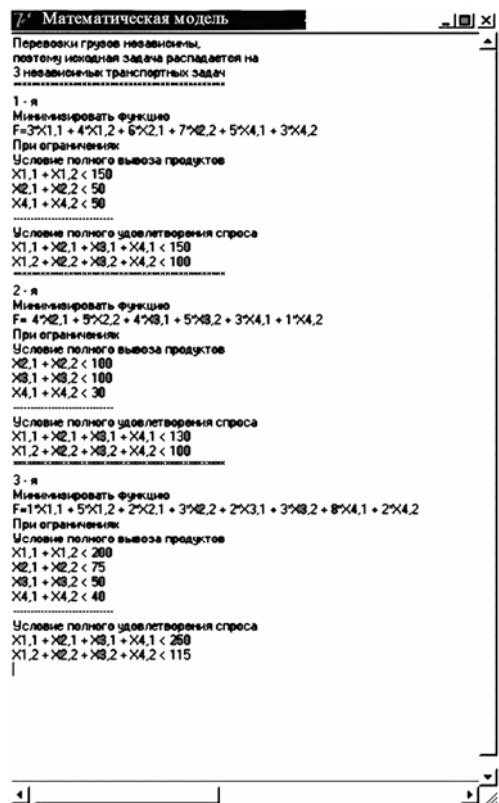 Математическая модель
Перевозки грузов независимы,
поэтому исходная задача распадается на
3 независимых транспортных задач
1 - я
Минимизировать функцию
F=3*X1,1 + 4*X1,2 + 6*X2,1 + 7*X2,2 + 5*X4,1 + 3*X4,2
При ограничениях
Условие полного вывоза продуктов
X1,1 + X1,2 < 150
X2,1 + X2,2 < 50
X4,1 + X4,2 < 50
Условие полного удовлетворения спроса
X1,1 + X2,1 + X3,1 + X4,1 < 150
X1,2 + X2,2 + X3,2 + X4,2 < 100
2 - я
Минимизировать функцию
F= 4*X2,1 + 5*X2,2 + 4*X3,1 + 5*X3,2 + 3*X4,1 + 1*X4,2
При ограничениях
Условие полного вывоза продуктов
X2,1 + X2,2 < 100
X3,1 + X3,2 < 100
X4,1 + X4,2 < 30
Условие полного удовлетворения спроса
X1,1 + X2,1 + X3,1 + X4,1 < 130
X1,2 + X2,2 + X3,2 + X4,2 < 100
3 - я
Минимизировать функцию
F=1*X1,1 + 5*X1,2 + 2*X2,1 + 3*X2,2 + 2*X3,1 + 3*X3,2 + 8*X4,1 + 2*X4,2
При ограничениях
Условие полного вывоза продуктов
X1,1 + X1,2 < 200
X2,1 + X2,2 < 75
X3,1 + X3,2 < 50
X4,1 + X4,2 < 40
Условие полного удовлетворения спроса
X1,1 + X2,1 + X3,1 + X4,1 < 250
X1,2 + X2,2 + X3,2 + X4,2 < 115